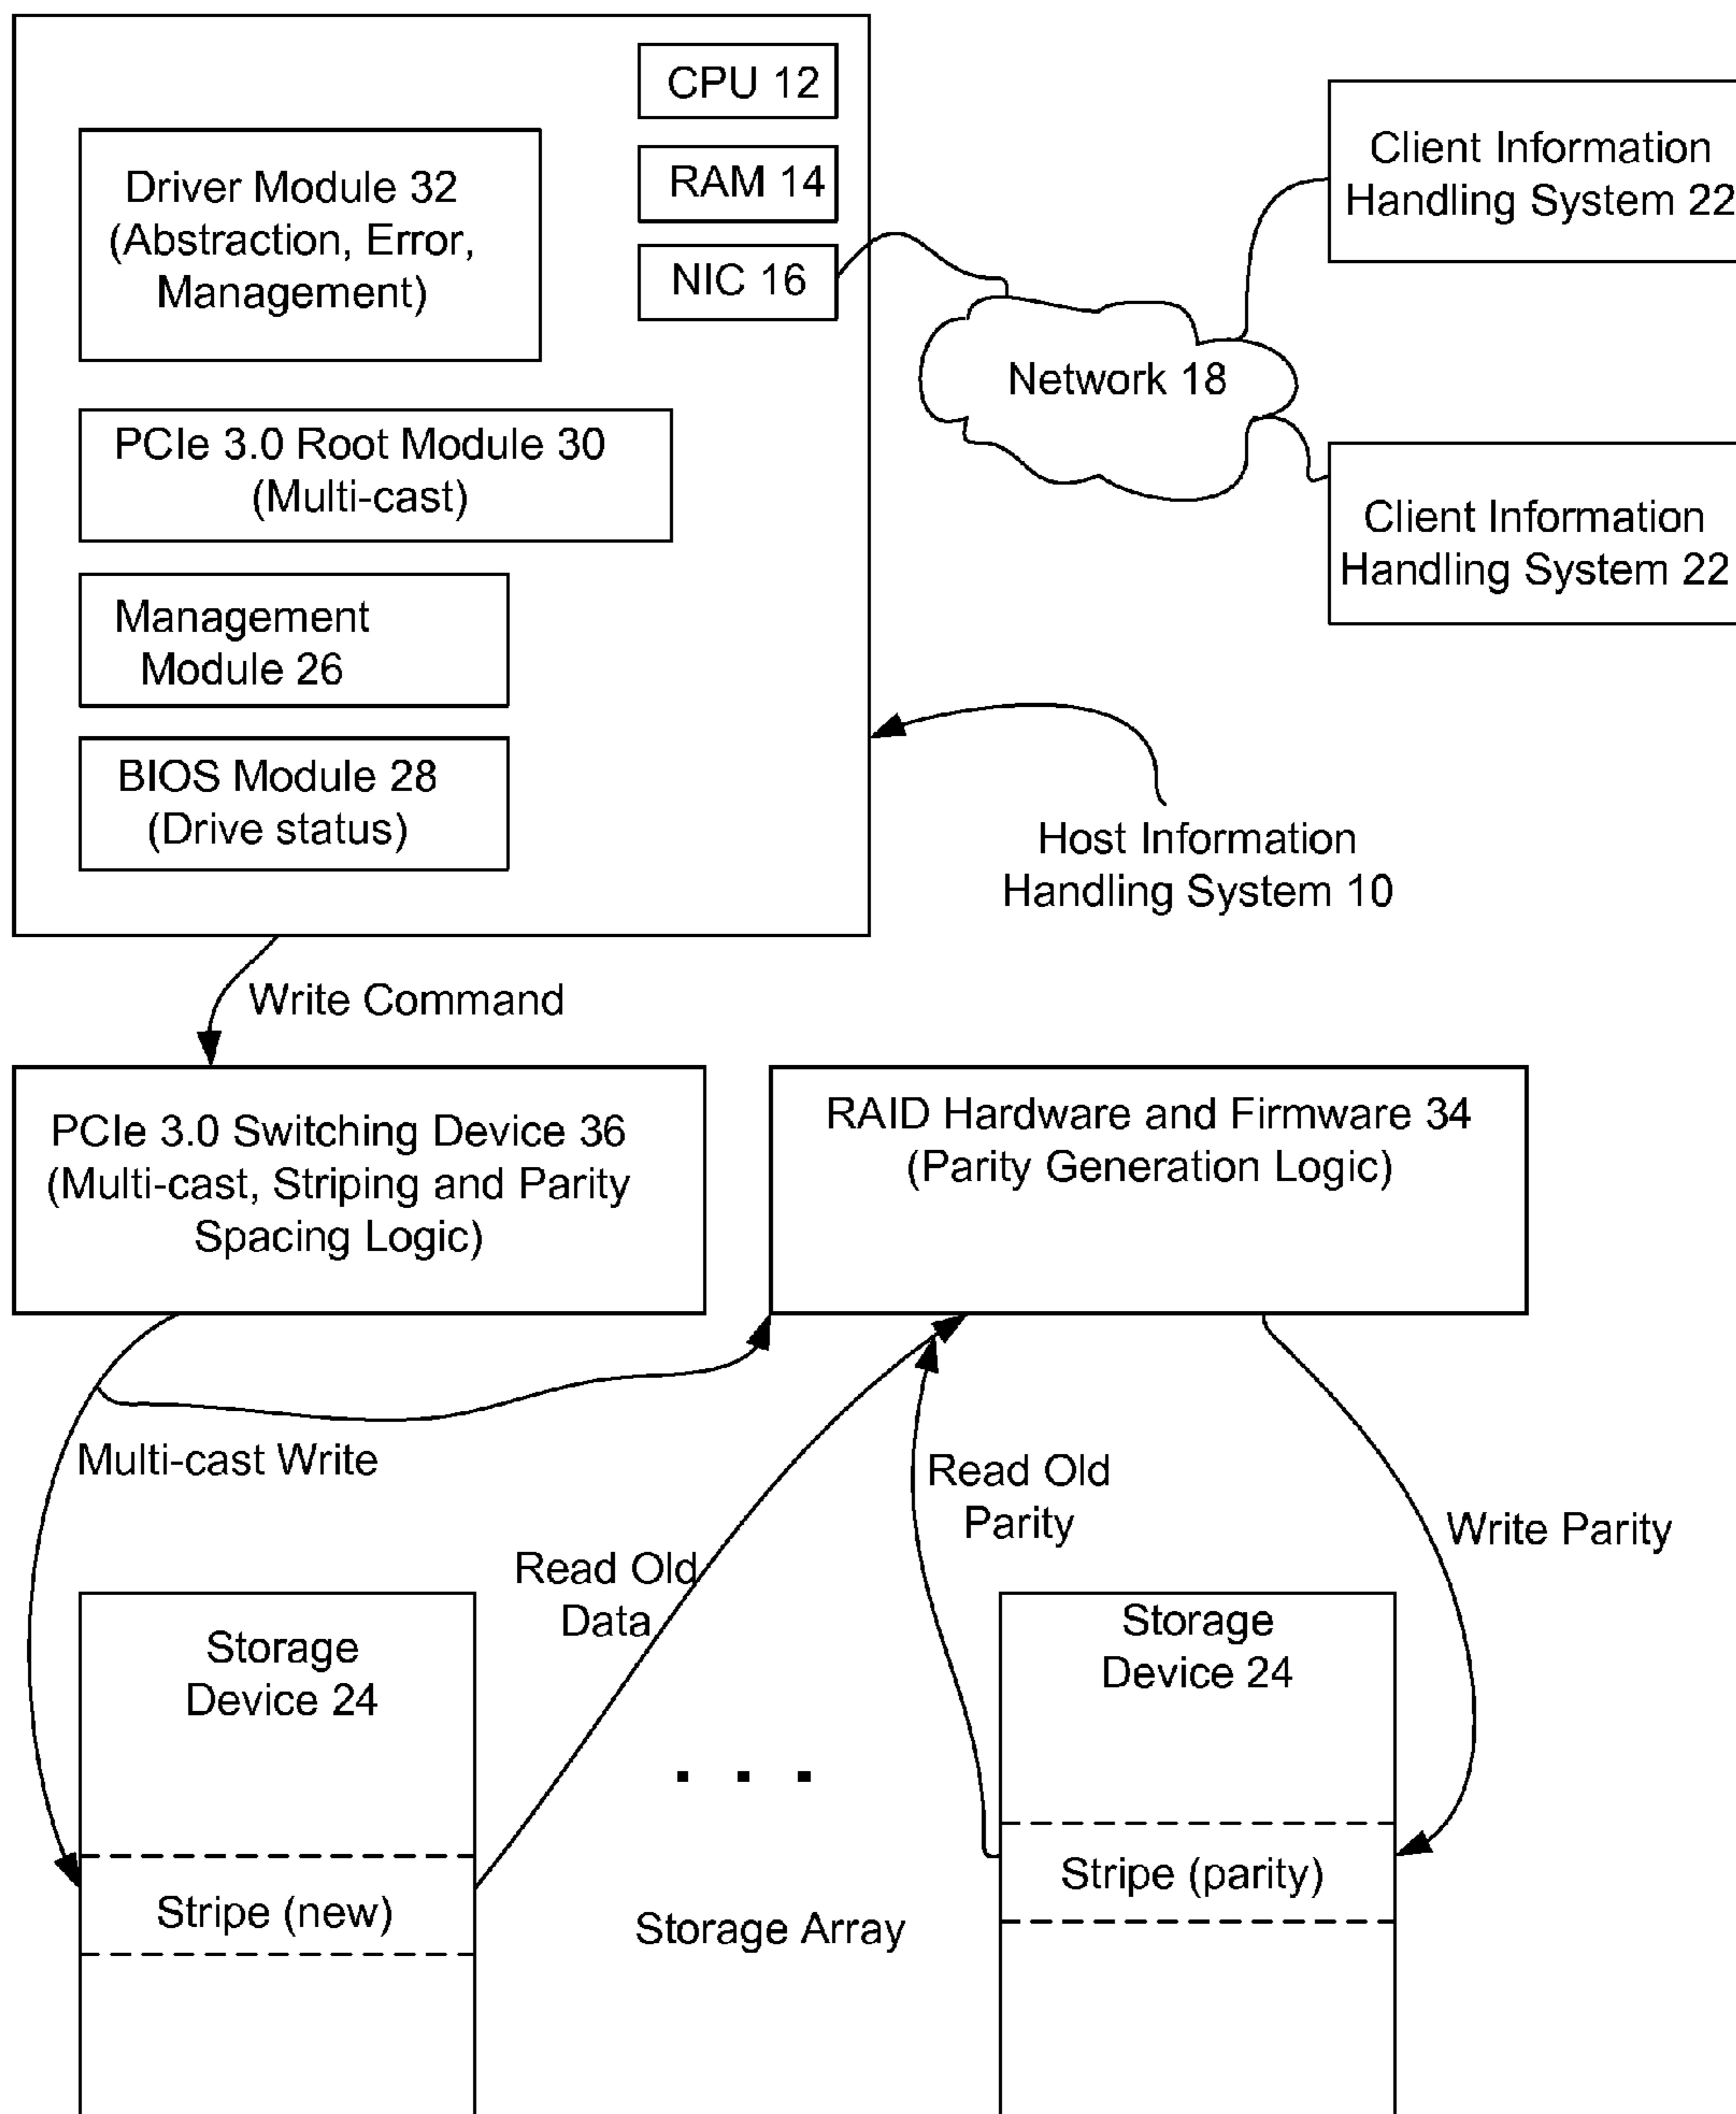 CPU 12
RAM 14
NIC 16
Driver Module 32
(Abstraction, Error,
Management)
PCIe 3.0 Root Module 30
(Multi-cast)
Management
Module 26
BIOS Module 28
(Drive status)
Network 18
Client Information
Handling System 22
Client Information
Handling System 22
Host Information
Handling System 10
Write Command
PCIe 3.0 Switching Device 36
(Multi-cast, Striping and Parity
Spacing Logic)
RAID Hardware and Firmware 34
(Parity Generation Logic)
Multi-cast Write
Read Old
Data
Read Old
Parity
Write Parity
Storage
Device 24
Stripe (new)
. . .
Storage Array
Storage
Device 24
Stripe (parity)